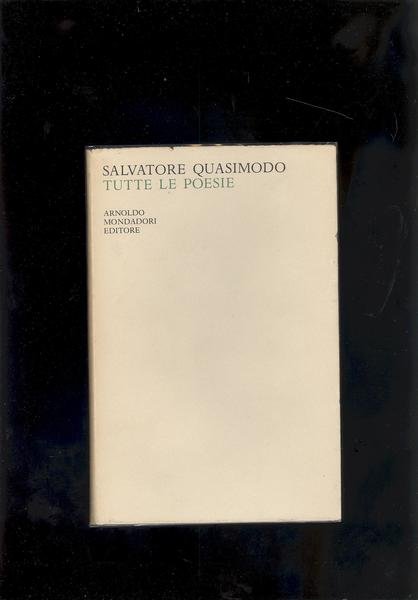 SALVATORE QUASIMODO
TUTTE LE POESIE
ARNOLDO
MONDADORI
EDITORE